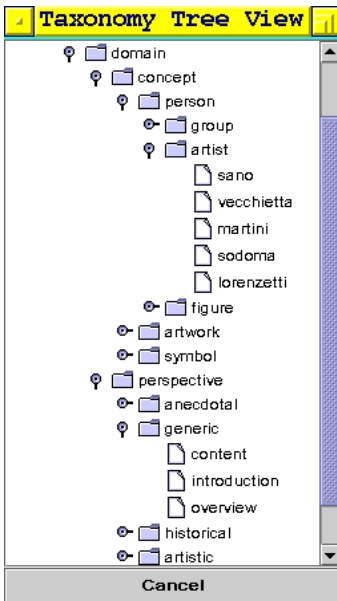 Taxonomy Tree View
domain
concept
person
group
artist
sano
vecchietta
martini
sodoma
lorenzetti
figure
artwork
symbol
perspective
anecdotal
generic
content
introduction
overview
historical
artistic
Cancel